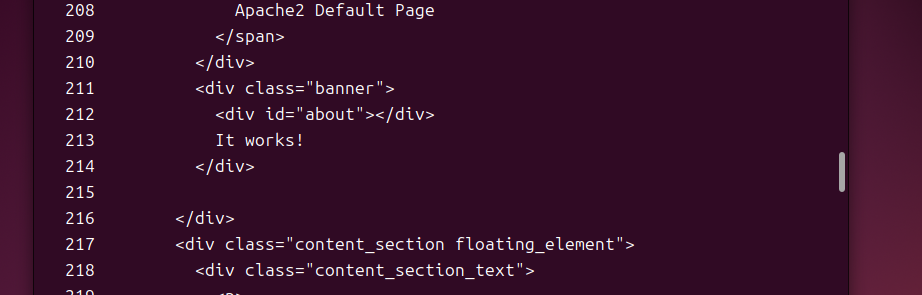 208              Apache2 Default Page
209            </span>
210          </div>
211          <div class="banner">
212            <div id="about"></div>
213            It works!
214          </div>
215
216        </div>
217        <div class="content_section floating_element">
218          <div class="content_section_text">
219            <p>